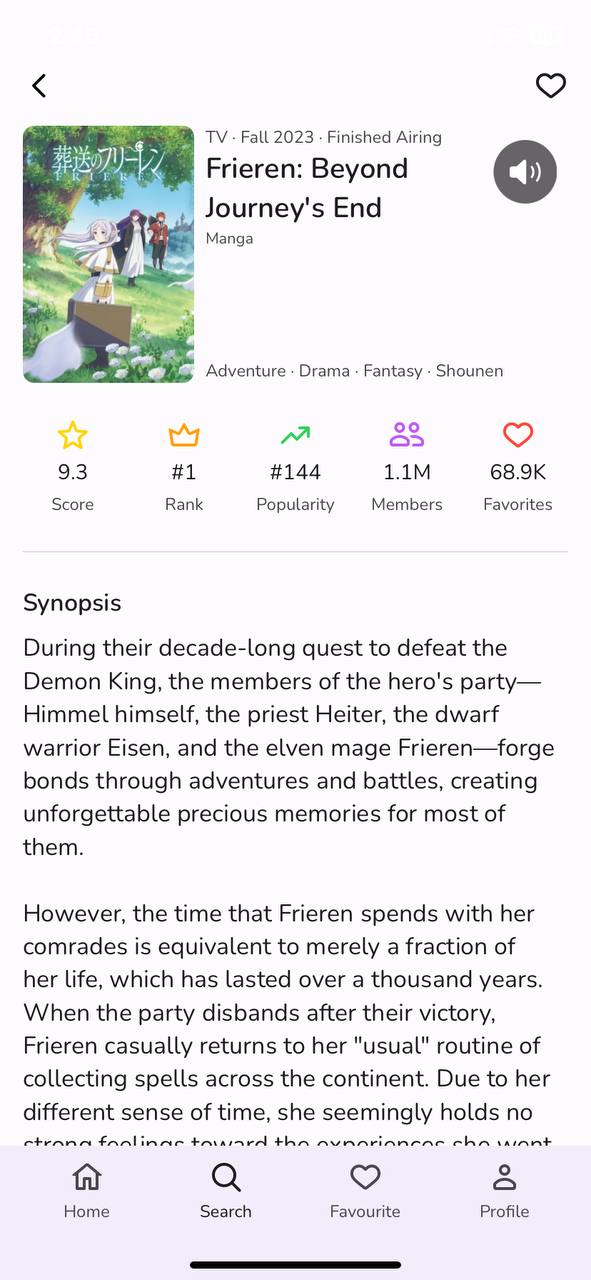 TV · Fall 2023 · Finished Airing
葬送のフリーレン
FRIEREN
Frieren: Beyond
Journey's End
Manga
Adventure · Drama · Fantasy · Shounen
9.3
#1
#144
1.1M
68.9K
Score
Rank
Popularity
Members
Favorites
Synopsis
During their decade-long quest to defeat the
Demon King, the members of the hero's party—
Himmel himself, the priest Heiter, the dwarf
warrior Eisen, and the elven mage Frieren—forge
bonds through adventures and battles, creating
unforgettable precious memories for most of
them.
However, the time that Frieren spends with her
comrades is equivalent to merely a fraction of
her life, which has lasted over a thousand years.
When the party disbands after their victory,
Frieren casually returns to her "usual" routine of
collecting spells across the continent. Due to her
different sense of time, she seemingly holds no
strong feelings toward the experiences she went
Home
Search
Favourite
Profile